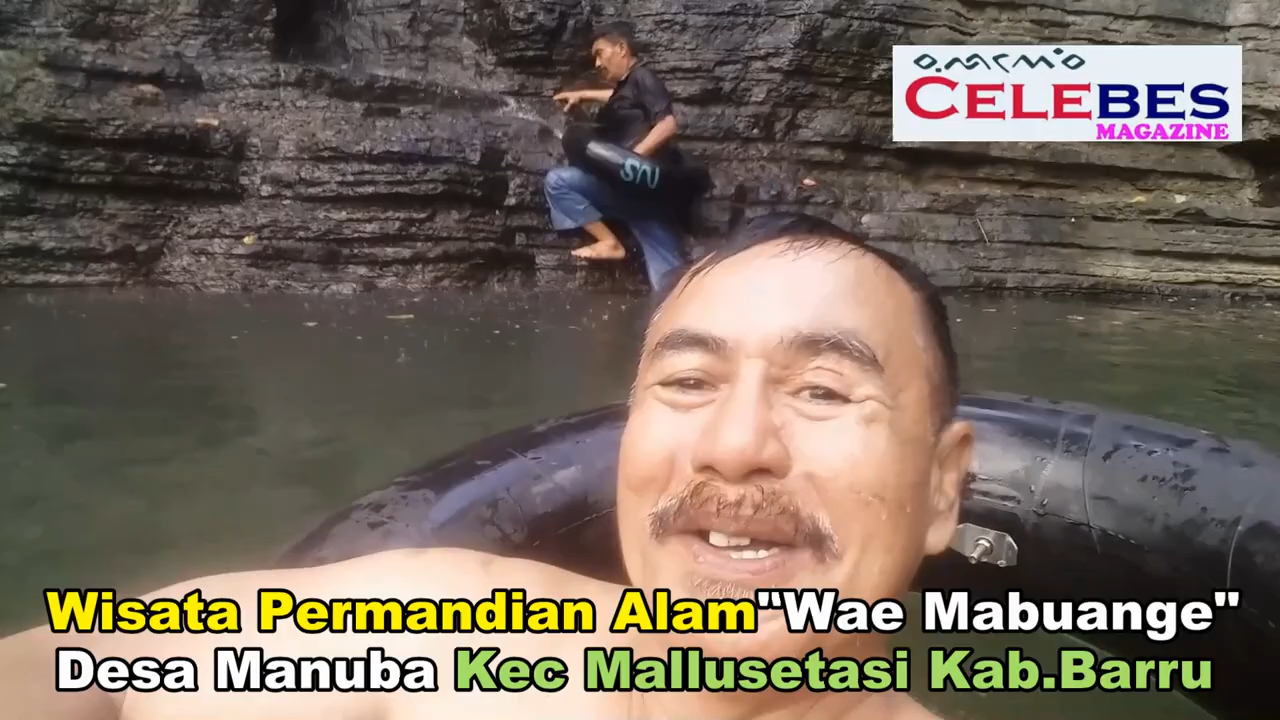 CELEBES
MAGAZINE
SN
Wisata Permandian Alam"Wae Mabuange"
Desa Manuba Kec Mallusetasi Kab.Barru